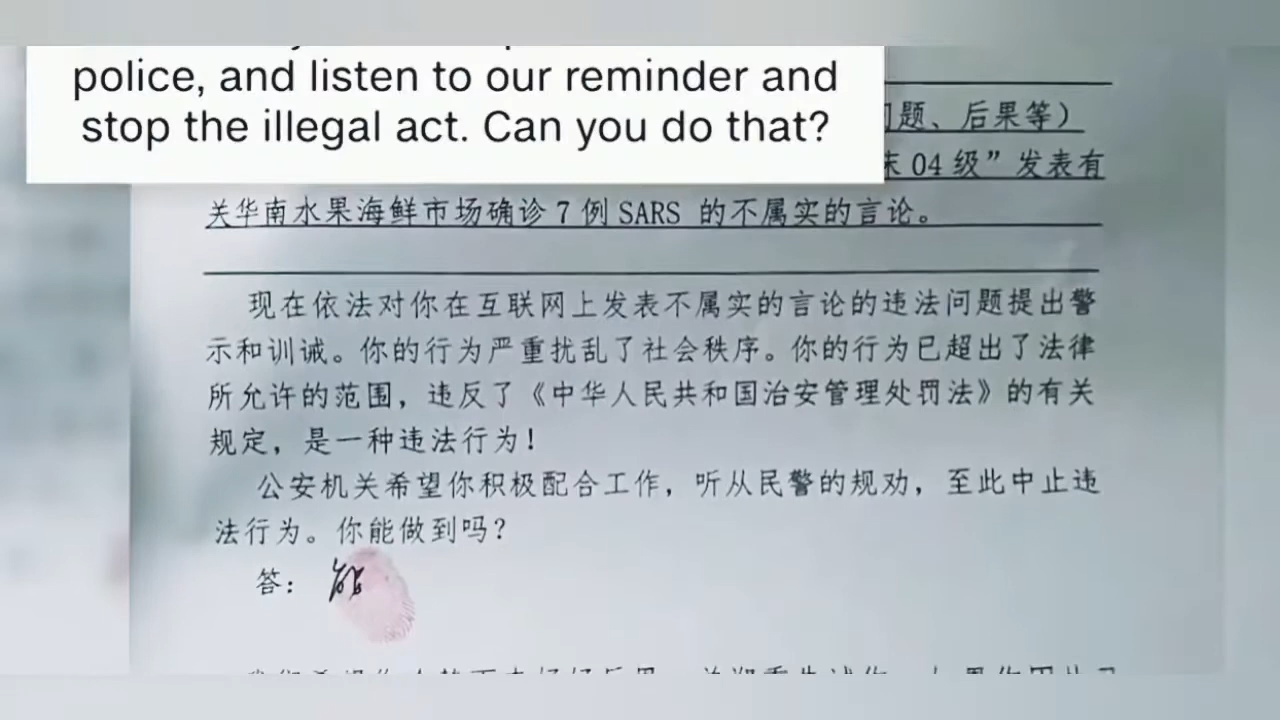 police, and listen to our reminder and
stop the illegal act. Can you do that?
题、后果等)
04 级”发表有
关华南水果海鲜市场确诊 7 例 SARS 的不属实的言论。
现在依法对你在互联网上发表不属实的言论的违法问题提出警
示和训诫。你的行为严重扰乱了社会秩序。你的行为已超出了法律
所允许的范围，违反了《中华人民共和国治安管理处罚法》的有关
规定，是一种违法行为！
公安机关希望你积极配合工作，听从民警的规劝，至此中止违
法行为。你能做到吗？
答：能